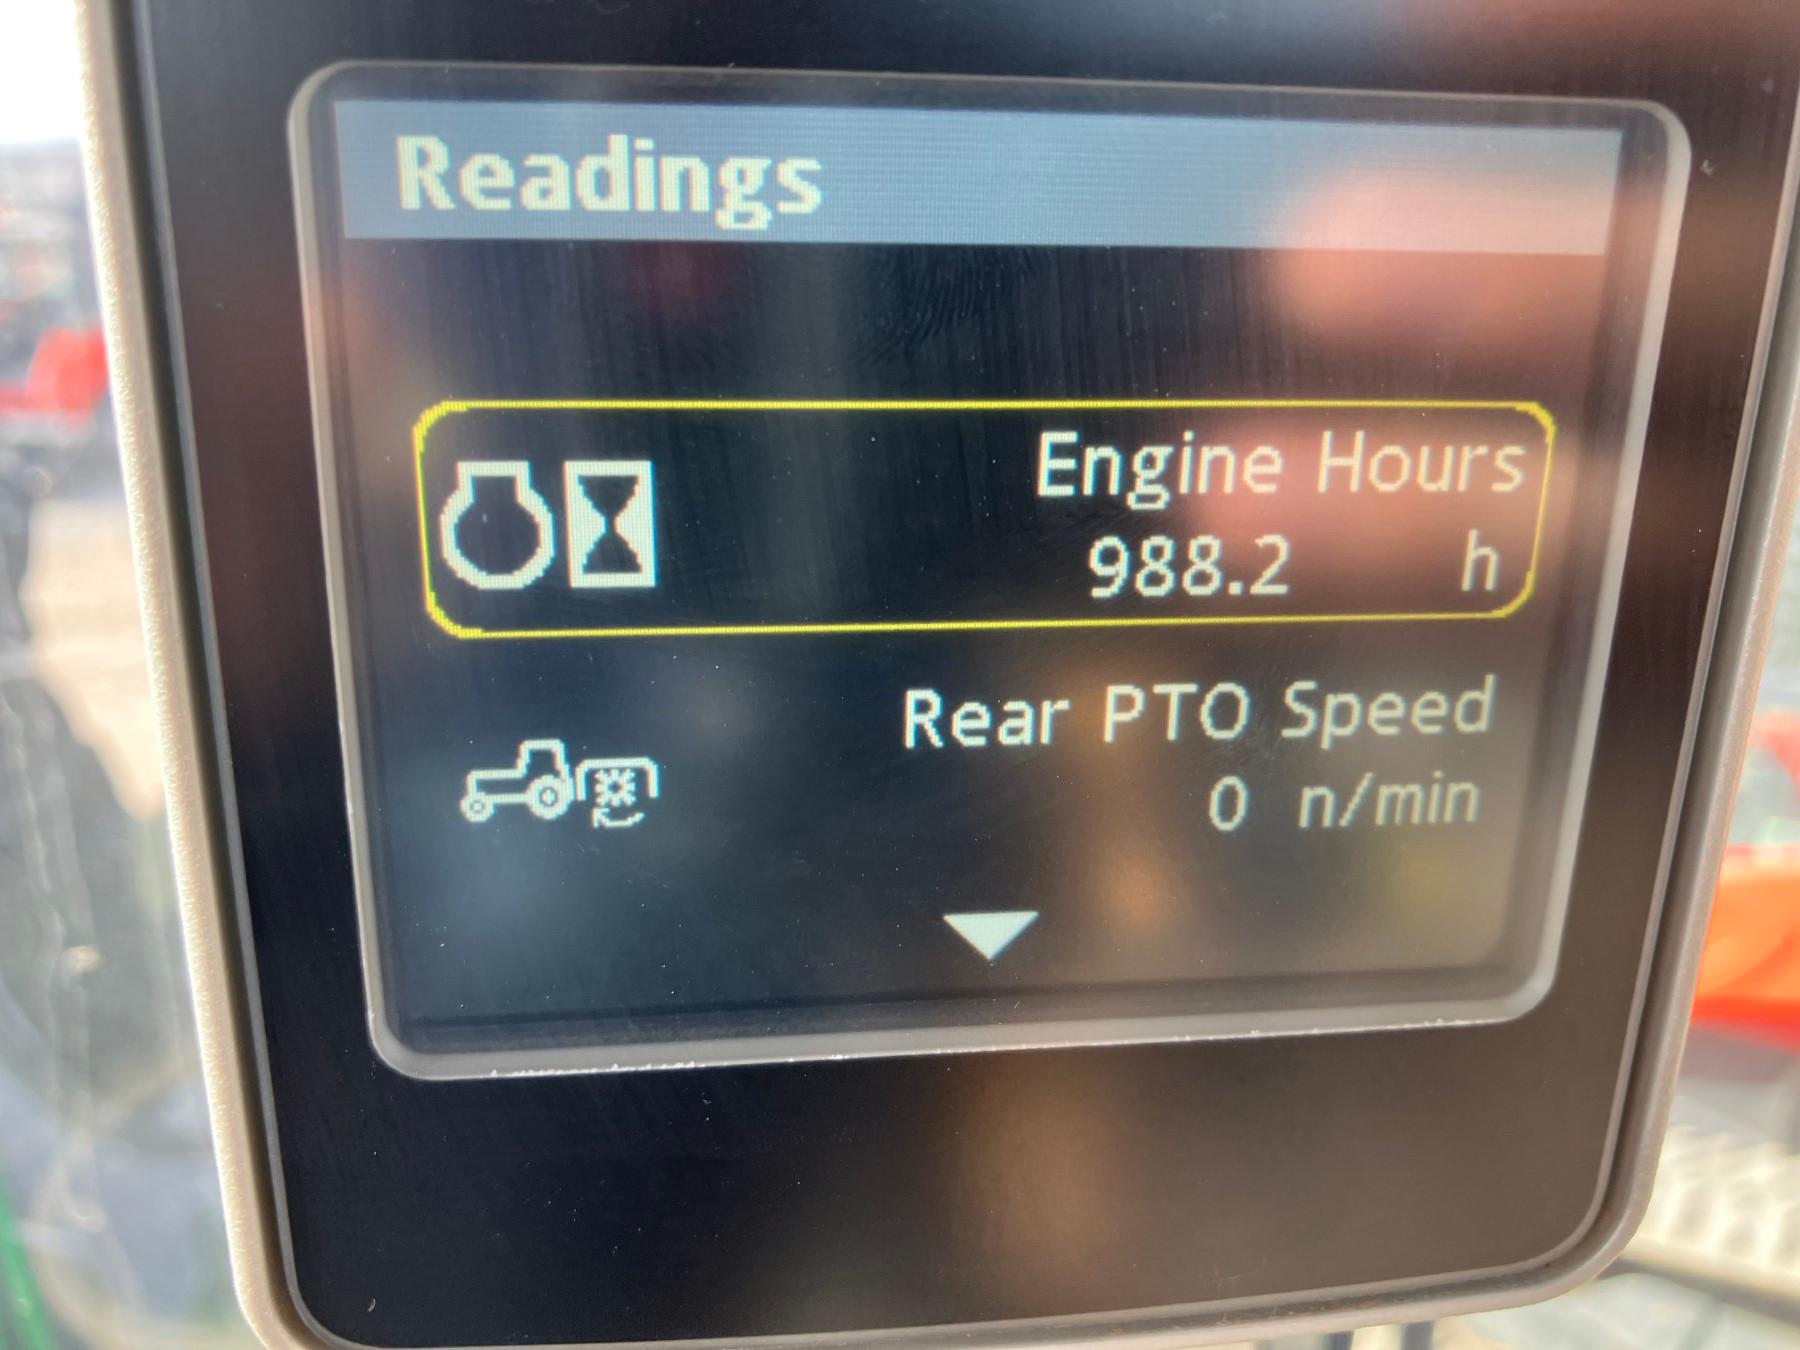 Readings
Engine Hours
988.2 h
Rear PTO Speed
0 n/min